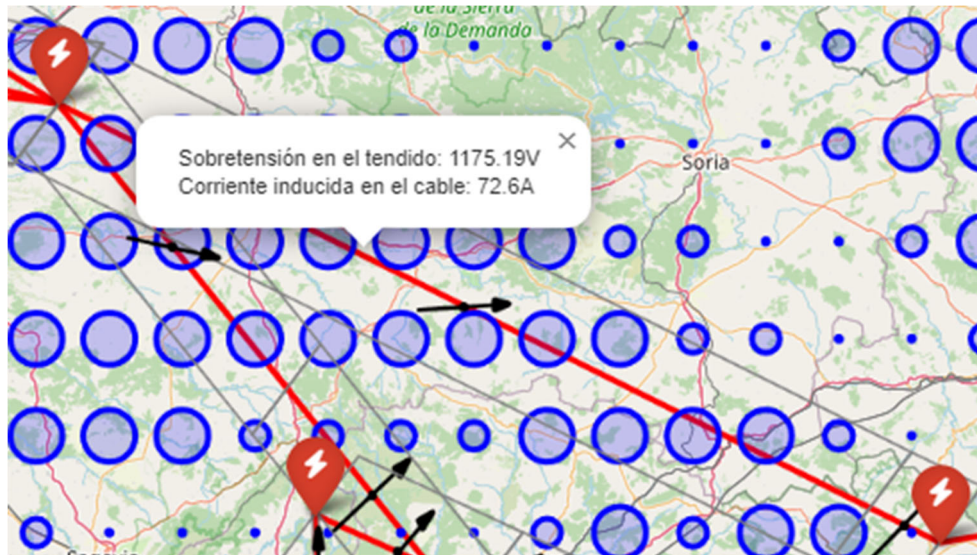 de la Sierra
de la Demanda
×
Sobretensión en el tendido: 1175.19V
Corriente inducida en el cable: 72.6A
Soria
Segovia